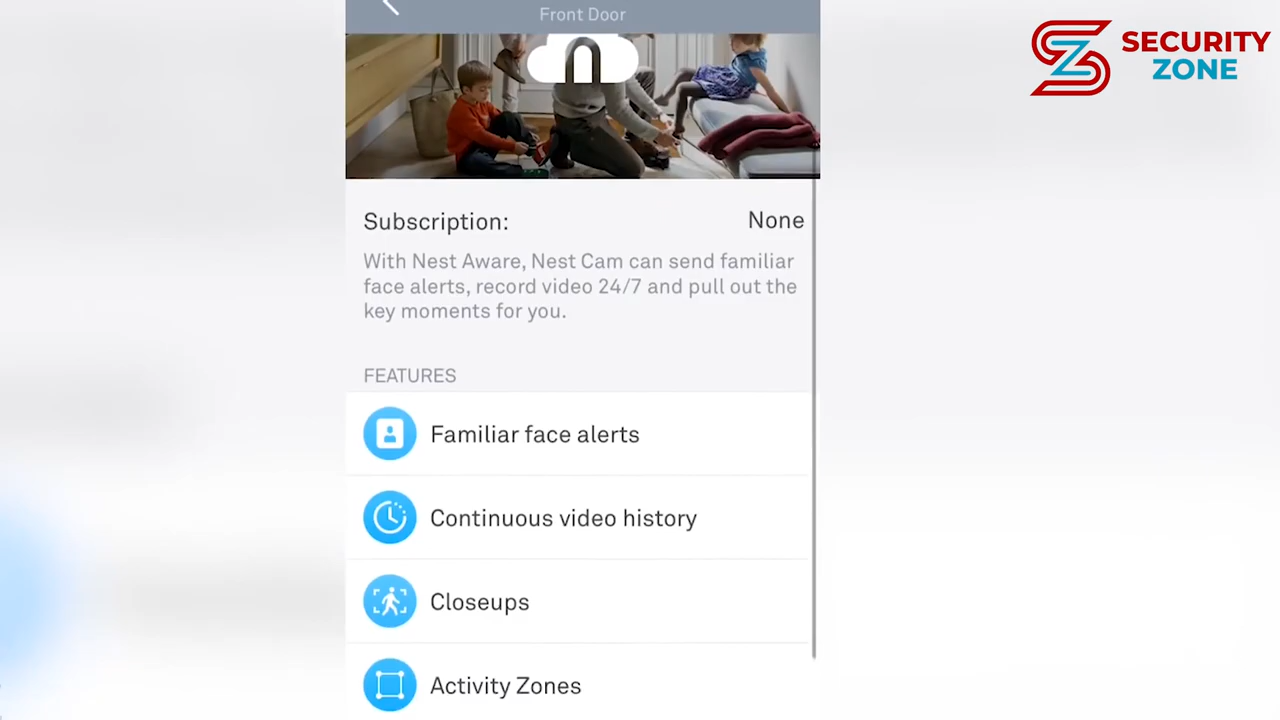 Front Door
SECURITY
ZONE
Subscription:
None
With Nest Aware, Nest Cam can send familiar
face alerts, record video 24/7 and pull out the
key moments for you.
FEATURES
Familiar face alerts
Continuous video history
Closeups
Activity Zones